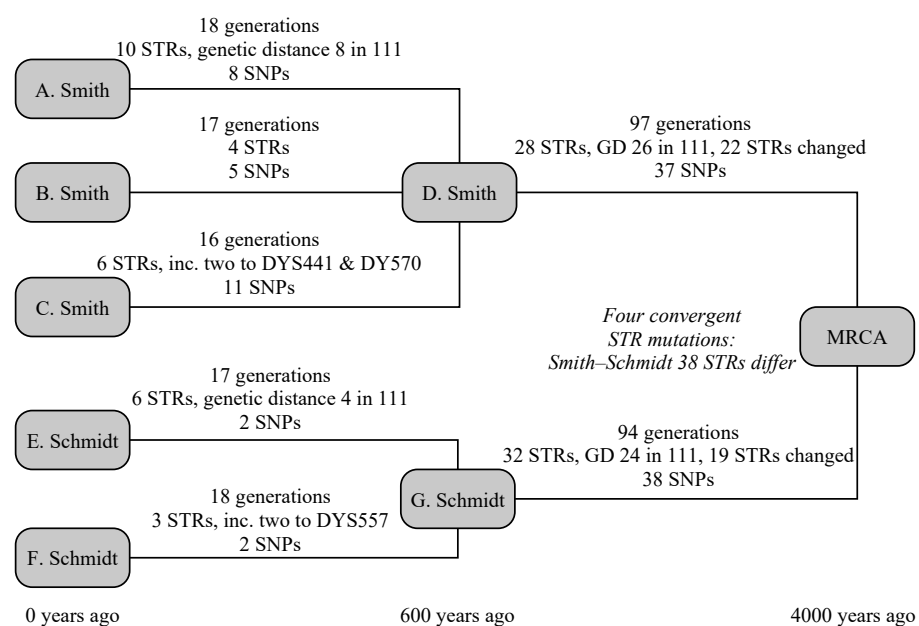 18 generations
10 STRs, genetic distance 8 in 111
8 SNPs
A. Smith
17 generations
4 STRs
5 SNPs
B. Smith
D. Smith
97 generations
28 STRs, GD 26 in 111, 22 STRs changed
37 SNPs
16 generations
6 STRs, inc. two to DYS441 & DY570
11 SNPs
C. Smith
Four convergent
STR mutations:
Smith–Schmidt 38 STRs differ
MRCA
17 generations
6 STRs, genetic distance 4 in 111
2 SNPs
E. Schmidt
94 generations
32 STRs, GD 24 in 111, 19 STRs changed
38 SNPs
G. Schmidt
18 generations
3 STRs, inc. two to DYS557
2 SNPs
F. Schmidt
0 years ago
600 years ago
4000 years ago